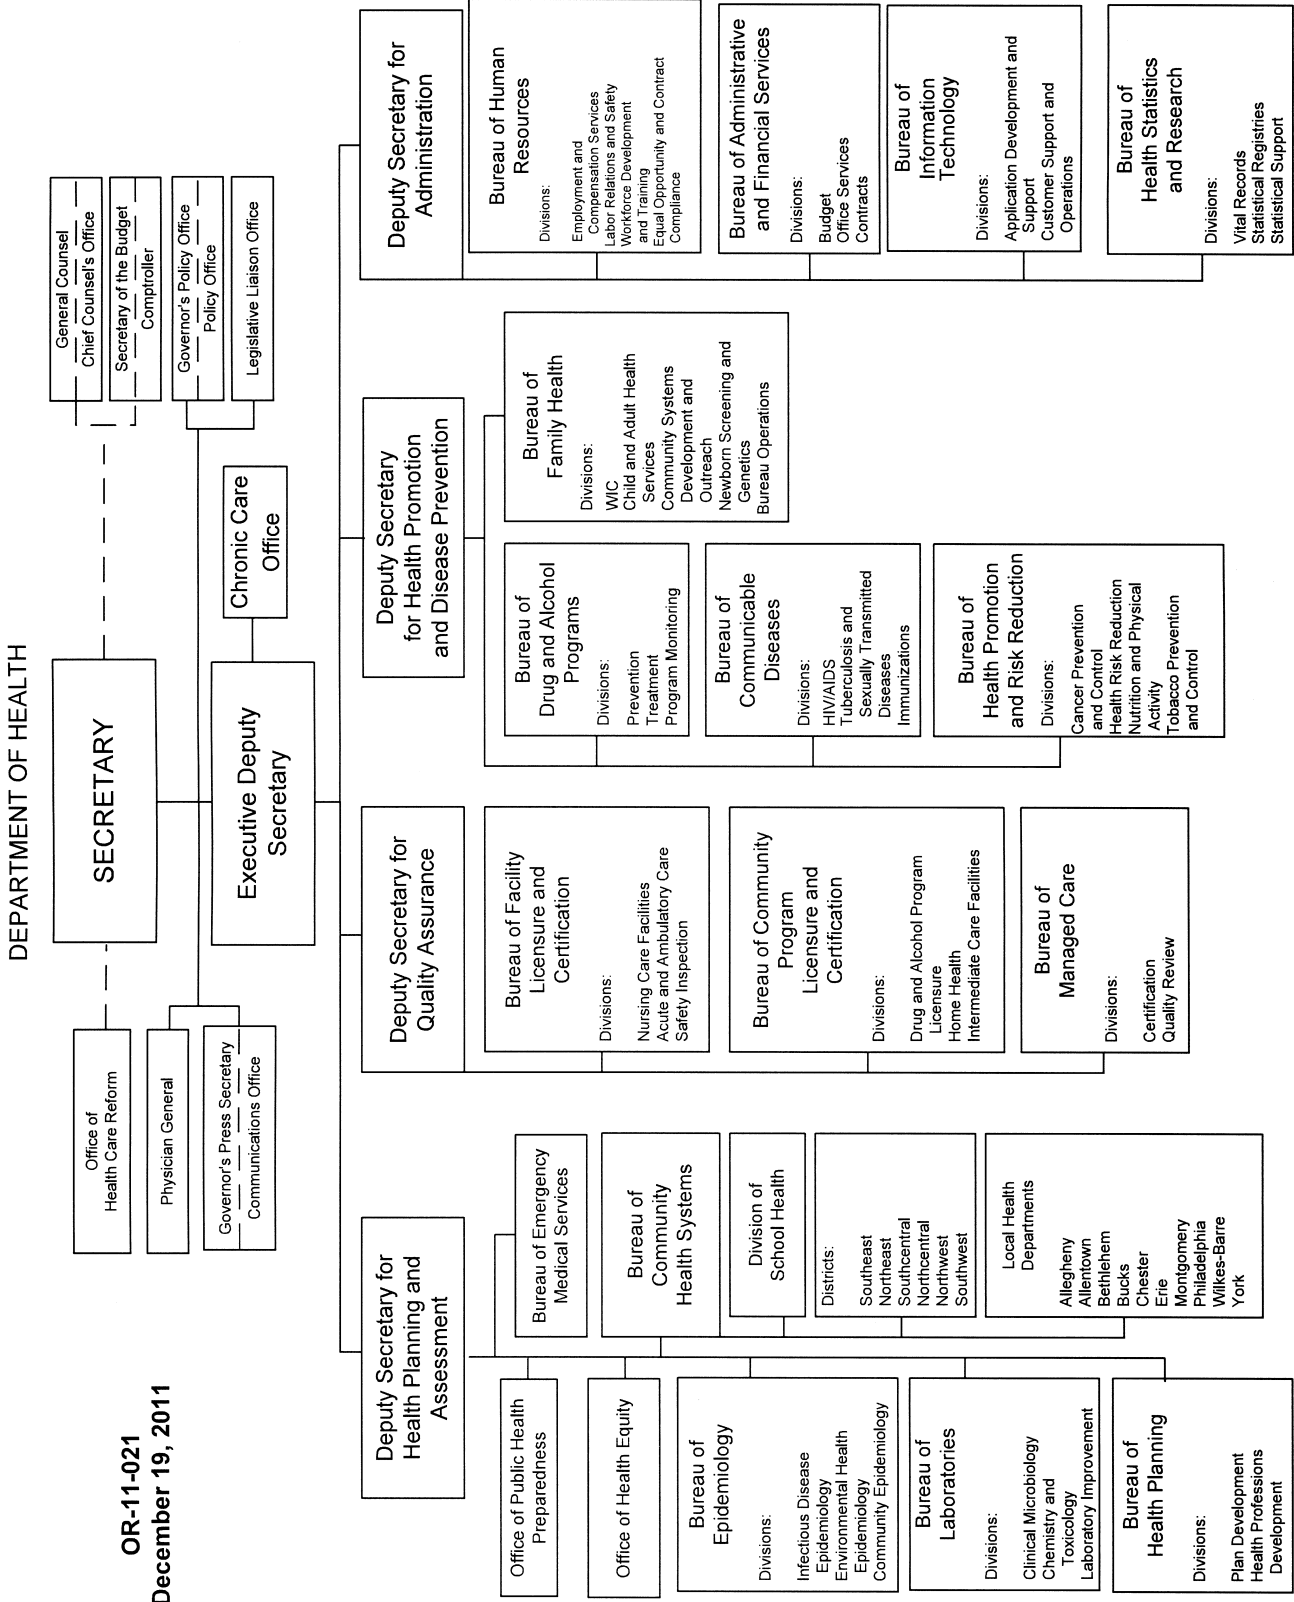 OR-11-021
December 19, 2011
DEPARTMENT OF HEALTH
SECRETARY
Office of
Health Care Reform
Physician General
Governor's Press Secretary
Communications Office
General Counsel
Chief Counsel's Office
Secretary of the Budget
Comptroller
Governor's Policy Office
Policy Office
Legislative Liaison Office
Executive Deputy
Secretary
Chronic Care
Office
Deputy Secretary for
Health Planning and
Assessment
Office of Public Health
Preparedness
Office of Health Equity
Bureau of
Epidemiology
Divisions:
Infectious Disease
Epidemiology
Environmental Health
Epidemiology
Community Epidemiology
Bureau of
Laboratories
Divisions:
Clinical Microbiology
Chemistry and
Toxicology
Laboratory Improvement
Bureau of
Health Planning
Divisions:
Plan Development
Health Professions
Development
Bureau of Emergency
Medical Services
Bureau of
Community
Health Systems
Division of
School Health
Districts:
Southeast
Northeast
Southcentral
Northcentral
Northwest
Southwest
Local Health
Departments
Allegheny
Allentown
Bethlehem
Bucks
Chester
Erie
Montgomery
Philadelphia
Wilkes-Barre
York
Deputy Secretary for
Quality Assurance
Bureau of Facility
Licensure and
Certification
Divisions:
Nursing Care Facilities
Acute and Ambulatory Care
Safety Inspection
Bureau of Community
Program
Licensure and
Certification
Divisions:
Drug and Alcohol Program
Licensure
Home Health
Intermediate Care Facilities
Bureau of
Managed Care
Divisions:
Certification
Quality Review
Deputy Secretary
for Health Promotion
and Disease Prevention
Bureau of
Drug and Alcohol
Programs
Divisions:
Prevention
Treatment
Program Monitoring
Bureau of
Communicable
Diseases
Divisions:
HIV/AIDS
Tuberculosis and
Sexually Transmitted
Diseases
Immunizations
Bureau of
Health Promotion
and Risk Reduction
Divisions:
Cancer Prevention
and Control
Health Risk Reduction
Nutrition and Physical
Activity
Tobacco Prevention
and Control
Bureau of
Family Health
Divisions:
WIC
Child and Adult Health
Services
Community Systems
Development and
Outreach
Newborn Screening and
Genetics
Bureau Operations
Deputy Secretary for
Administration
Bureau of Human
Resources
Divisions:
Employment and
Compensation Services
Labor Relations and Safety
Workforce Development
and Training
Equal Opportunity and Contract
Compliance
Bureau of Administrative
and Financial Services
Divisions:
Budget
Office Services
Contracts
Bureau of
Information
Technology
Divisions:
Application Development and
Support
Customer Support and
Operations
Bureau of
Health Statistics
and Research
Divisions:
Vital Records
Statistical Registries
Statistical Support